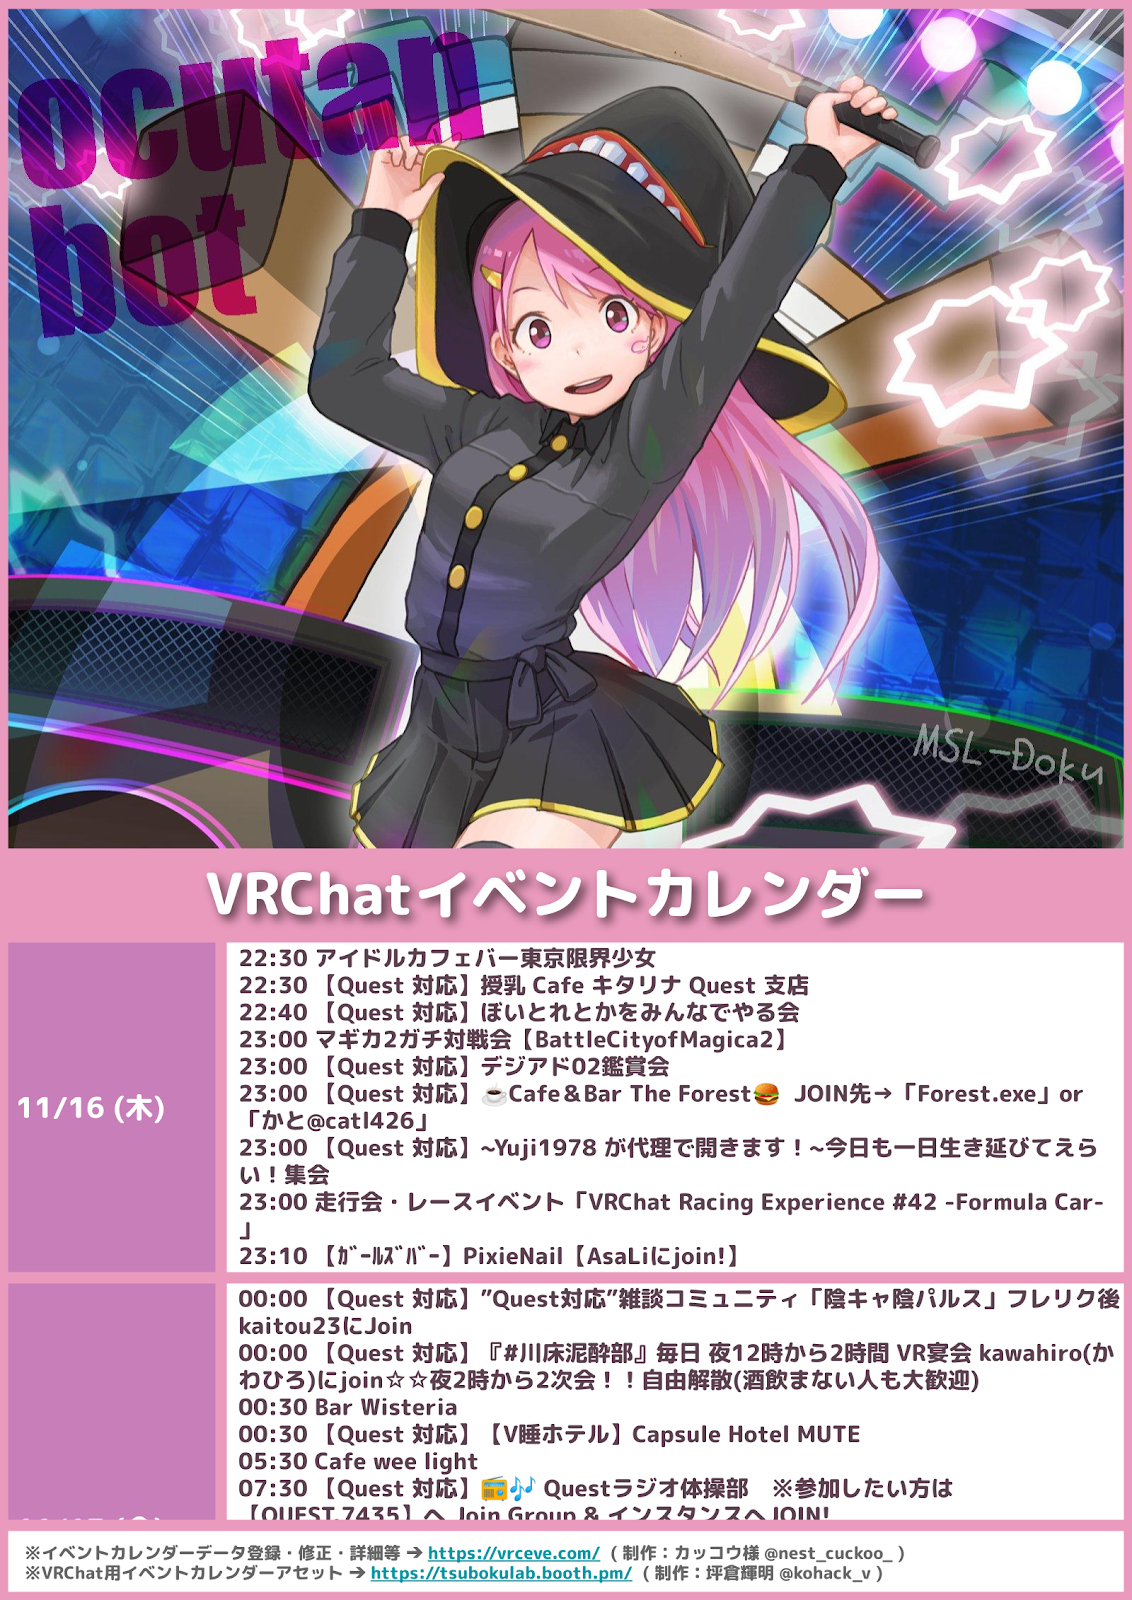 ocutan
bot
MSL-Doku
VRChatイベントカレンダー
11/16 (木)
22:30 アイドルカフェバー東京限界少女
22:30 【Quest 対応】授乳 Cafe キタリナ Quest 支店
22:40 【Quest 対応】ぼいとれとかをみんなでやる会
23:00 マギカ2ガチ対戦会【BattleCityofMagica2】
23:00 【Quest 対応】デジアド02鑑賞会
23:00 【Quest 対応】☕Cafe＆Bar The Forest🍔 JOIN先→「Forest.exe」or
「かと@catl426」
23:00 【Quest 対応】~Yuji1978 が代理で開きます！~今日も一日生き延びてえら
い！集会
23:00 走行会・レースイベント「VRChat Racing Experience #42 -Formula Car-
」
23:10 【ｶﾞｰﾙｽﾞﾊﾞｰ】PixieNail【AsaLiにjoin!】
00:00 【Quest 対応】”Quest対応”雑談コミュニティ「陰キャ陰パルス」フレリク後
kaitou23にJoin
00:00 【Quest 対応】『#川床泥酔部』毎日 夜12時から2時間 VR宴会 kawahiro(か
わひろ)にjoin☆☆夜2時から2次会！！自由解散(酒飲まない人も大歓迎)
00:30 Bar Wisteria
00:30 【Quest 対応】【V睡ホテル】Capsule Hotel MUTE
05:30 Cafe wee light
07:30 【Quest 対応】📻🎶 Questラジオ体操部　※参加したい方は
【QUEST.7435】へ Join Group & インスタンスへJOIN!
※イベントカレンダーデータ登録・修正・詳細等 ➔ https://vrceve.com/ ( 制作：カッコウ様 @nest_cuckoo_ )
※VRChat用イベントカレンダーアセット ➔ https://tsubokulab.booth.pm/ ( 制作：坪倉輝明 @kohack_v )